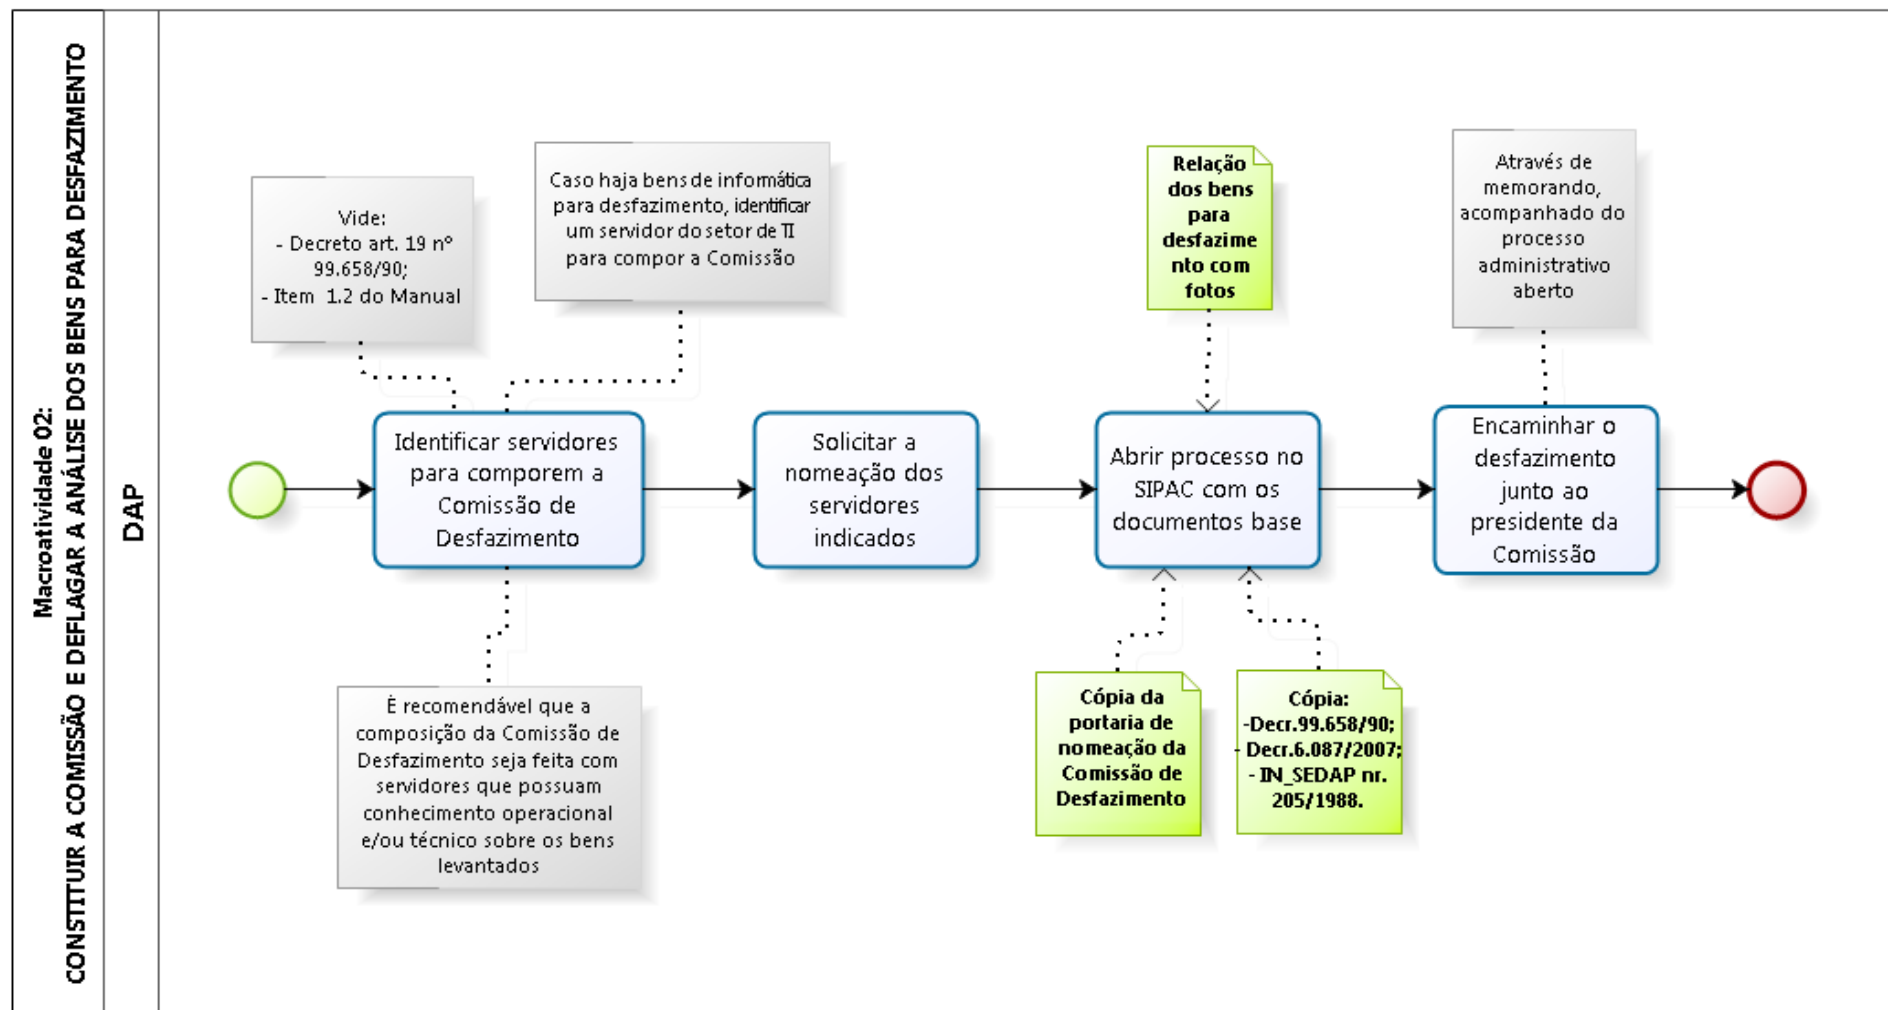 Macroatividade 02:
CONSTITUIR A COMISSÃO E DEFLAGAR A ANÁLISE DOS BENS PARA DESFAZIMENTO
DAP
Vide:
- Decreto art. 19 nº
99.658/90;
- Item 1.2 do Manual
Caso haja bens de informática
para desfazimento, identificar
um servidor do setor de TI
para compor a Comissão
Relação
dos bens
para
desfazime
nto com
fotos
Através de
memorando,
acompanhado do
processo
administrativo
aberto
Identificar servidores
para comporem a
Comissão de
Desfazimento
Solicitar a
nomeação dos
servidores
indicados
Abrir processo no
SIPAC com os
documentos base
Encaminhar o
desfazimento
junto ao
presidente da
Comissão
É recomendável que a
composição da Comissão de
Desfazimento seja feita com
servidores que possuam
conhecimento operacional
e/ou técnico sobre os bens
levantados
Cópia da
portaria de
nomeação da
Comissão de
Desfazimento
Cópia:
-Decr.99.658/90;
- Decr.6.087/2007;
- IN_SEDAP nr.
205/1988.